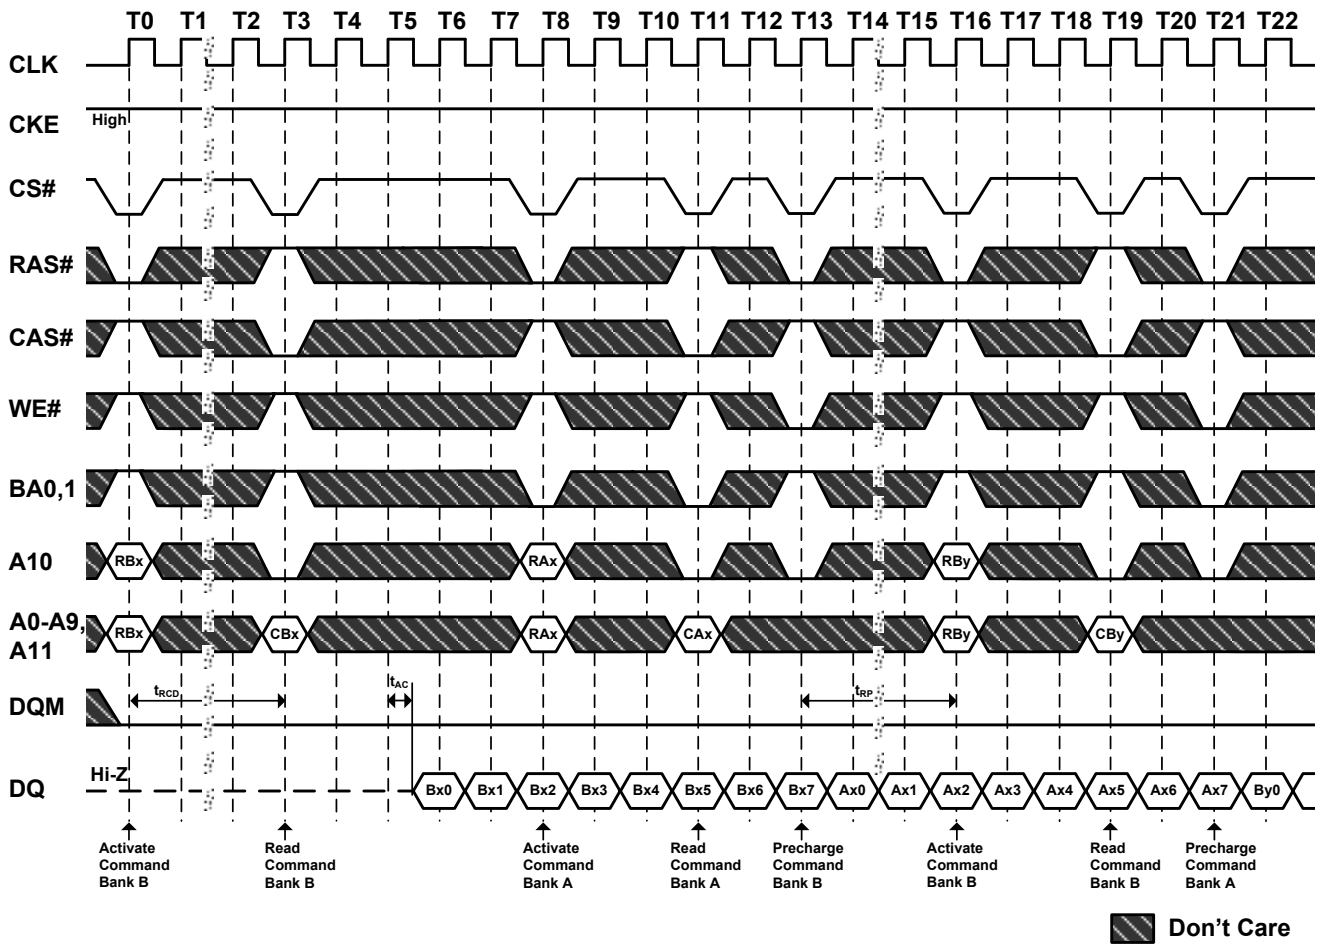 T0 T1 T2 T3 T4 T5 T6 T7 T8 T9 T10 T11 T12 T13 T14 T15 T16 T17 T18 T19 T20 T21 T22
CLK
CKE High
CS#
RAS#
CAS#
WE#
BA0,1
A10 RBx RAx RBy
A0-A9,
A11
RBx CBx RAx CAx RBy CBy
tRCD tAC tRP
DQM
Hi-Z
DQ Bx0 Bx1 Bx2 Bx3 Bx4 Bx5 Bx6 Bx7 Ax0 Ax1 Ax2 Ax3 Ax4 Ax5 Ax6 Ax7 By0
Activate
Command
Bank B
Read
Command
Bank B
Activate
Command
Bank A
Read
Command
Bank A
Precharge
Command
Bank B
Activate
Command
Bank B
Read
Command
Bank B
Precharge
Command
Bank A
Don't Care